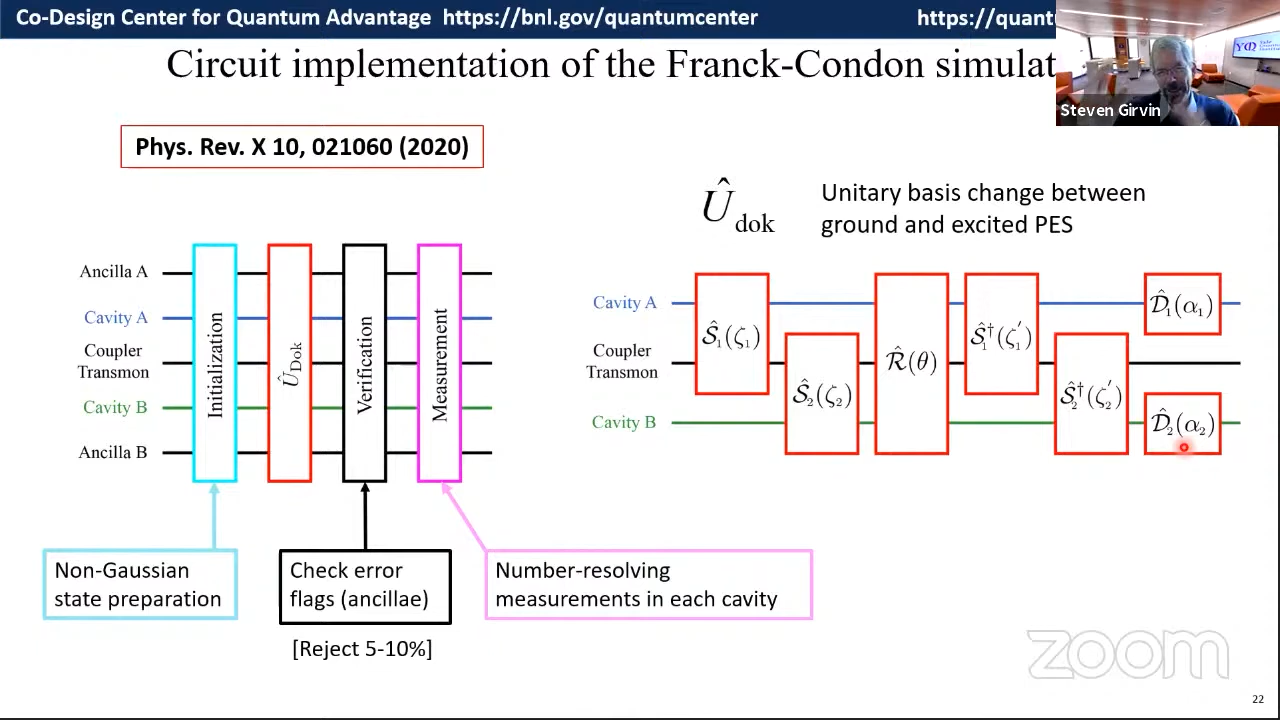 Co-Design Center for Quantum Advantage https://bnl.gov/quantumcenter https://quant
Circuit implementation of the Franck-Condon simulat
Steven Girvin
Phys. Rev. X 10, 021060 (2020)
Û_dok
Unitary basis change between
ground and excited PES
Ancilla A
Cavity A
Coupler
Transmon
Cavity B
Ancilla B
Initialization
Û_Dok
Verification
Measurement
Cavity A
Coupler
Transmon
Cavity B
Ŝ₁(ζ₁)
Ŝ₂(ζ₂)
R̂(θ)
Ŝ₁†(ζ₁′)
Ŝ₂†(ζ₂′)
D̂₁(α₁)
D̂₂(α₂)
Non-Gaussian
state preparation
Check error
flags (ancillae)
[Reject 5-10%]
Number-resolving
measurements in each cavity
zoom
22